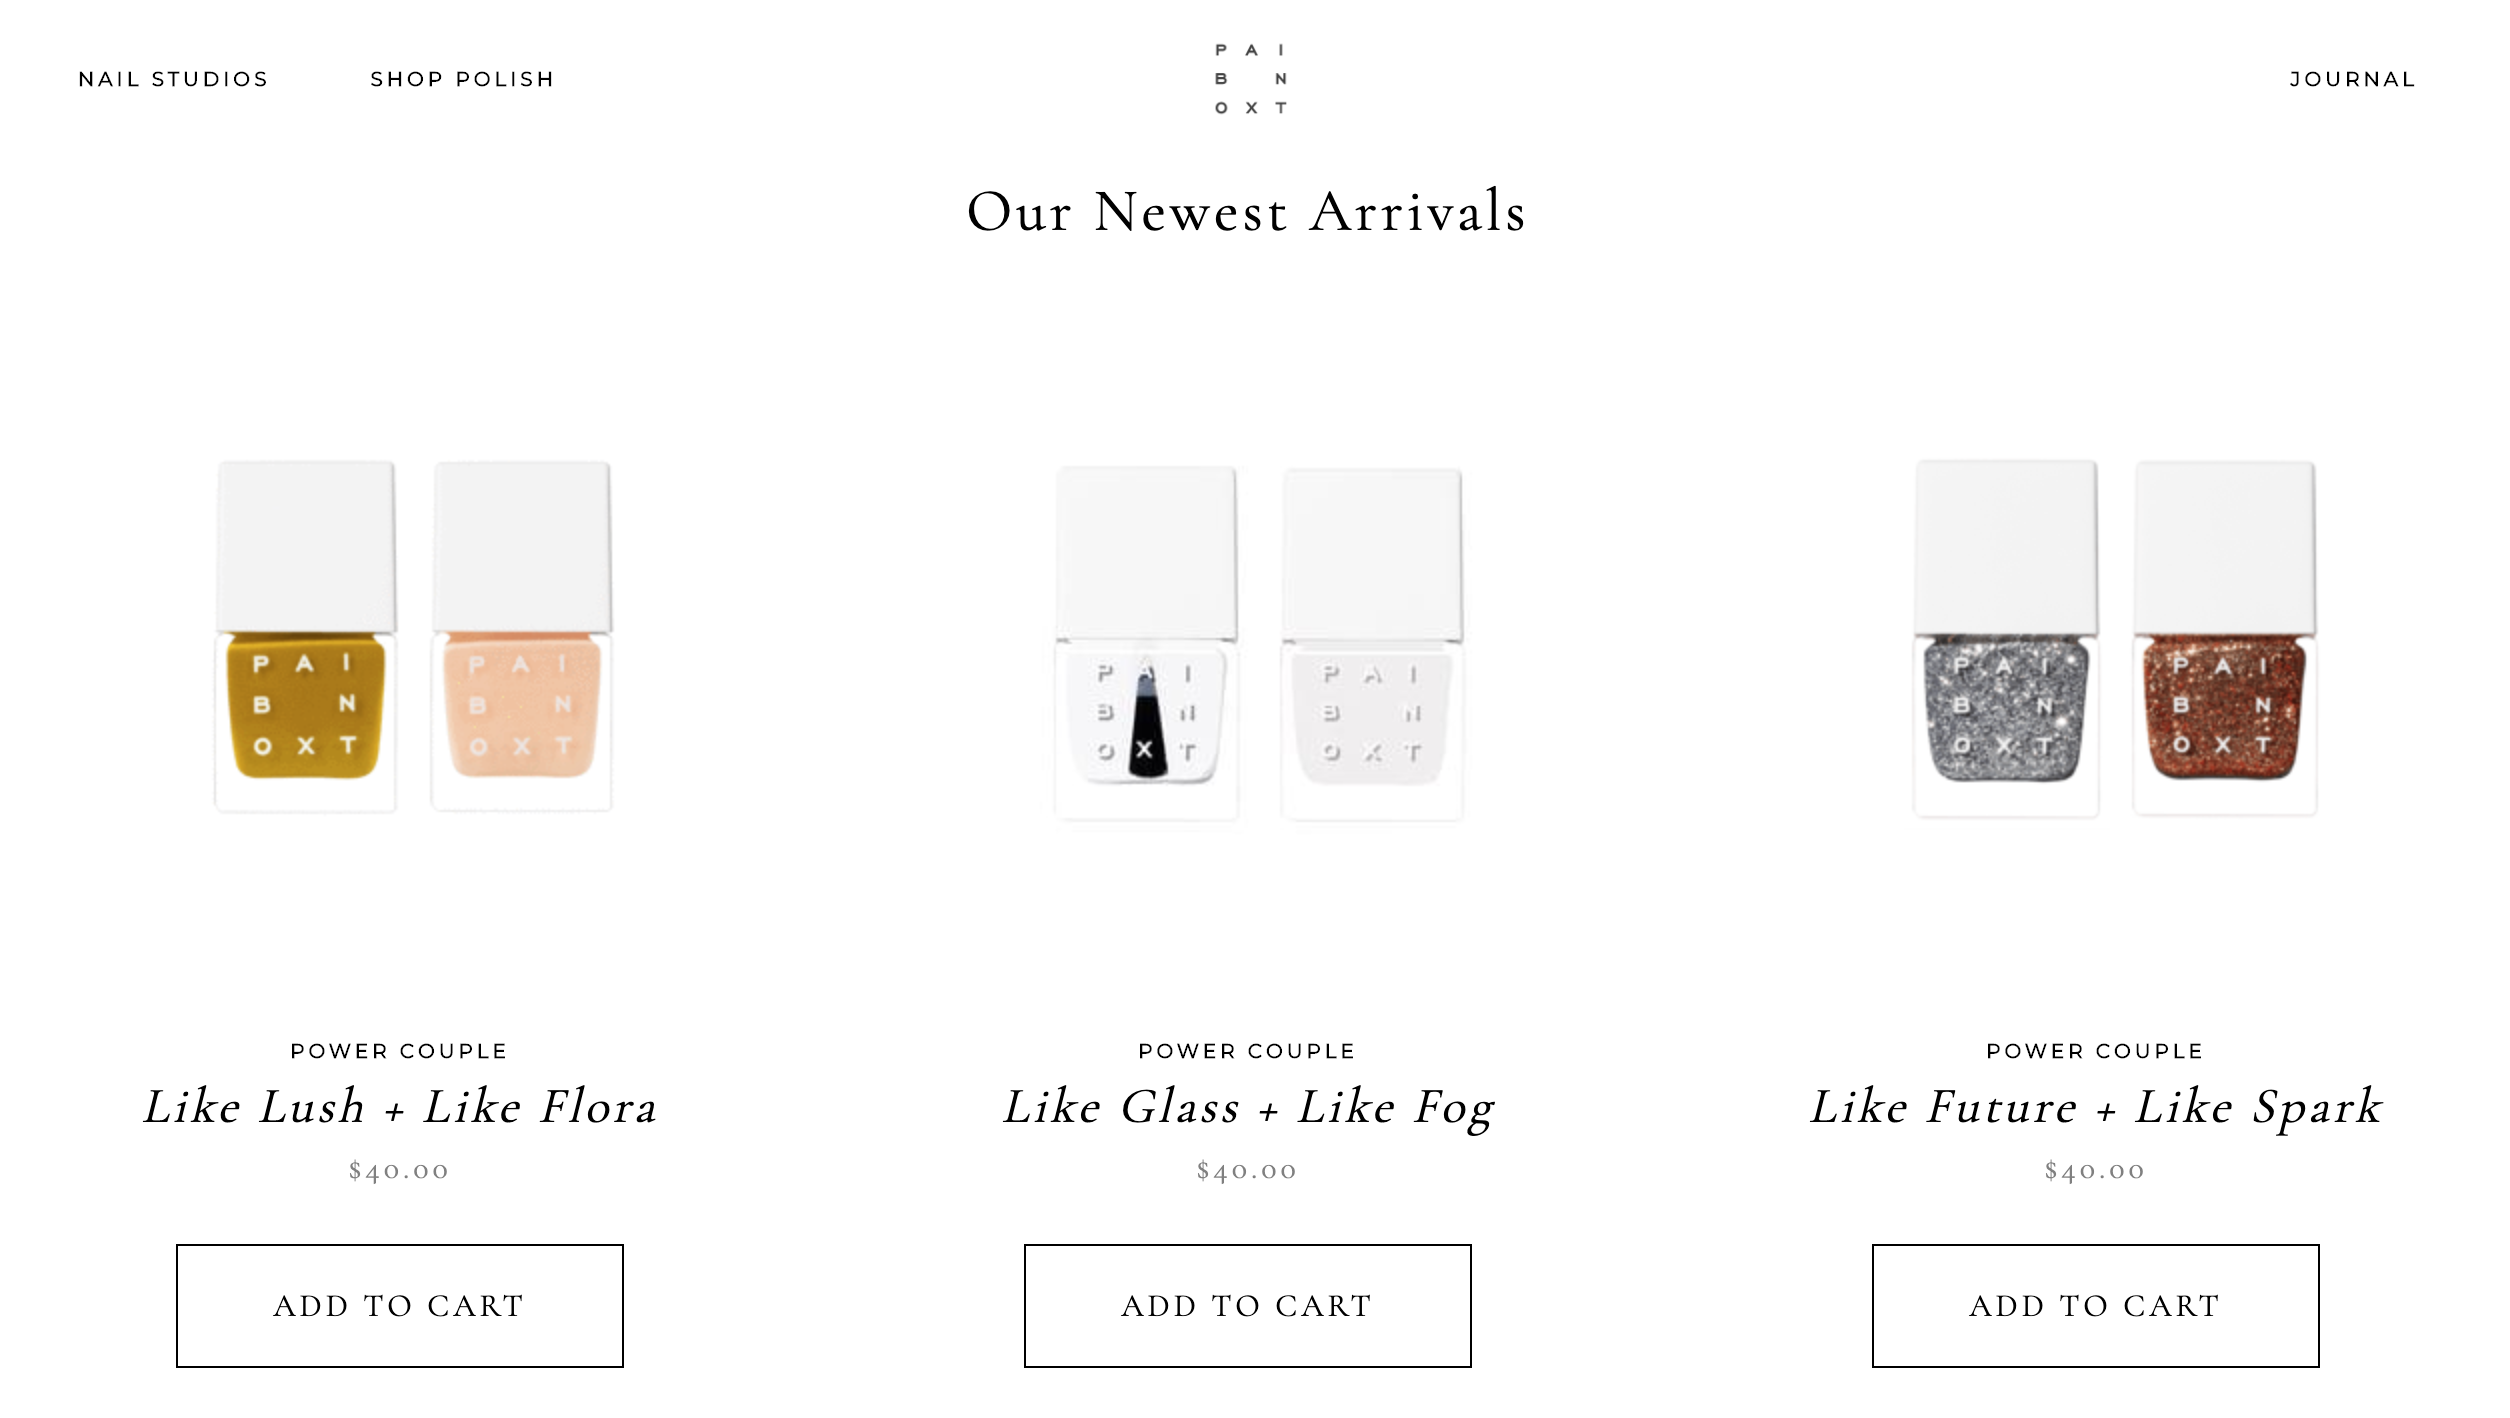 NAIL STUDIOS SHOP POLISH
P A I
B N
O X T
JOURNAL
Our Newest Arrivals
P A I
B N
O X T
P A I
B N
O X T
P A I
B N
O X T
P A I
B N
O X T
P A I
B N
O X T
P A I
B N
O X T
POWER COUPLE
Like Lush + Like Flora
$40.00
ADD TO CART
POWER COUPLE
Like Glass + Like Fog
$40.00
ADD TO CART
POWER COUPLE
Like Future + Like Spark
$40.00
ADD TO CART